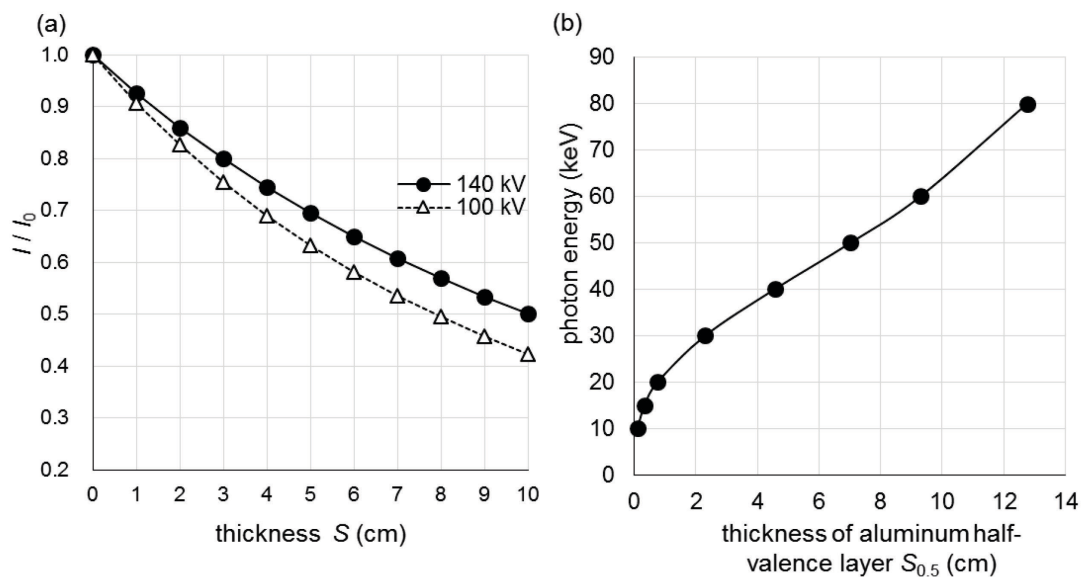 (a)
1.0
0.9
0.8
0.7
0.6
0.5
0.4
0.3
0.2
I / I0
140 kV
100 kV
0 1 2 3 4 5 6 7 8 9 10
thickness S (cm)
(b)
90
80
70
60
50
40
30
20
10
0
photon energy (keV)
0 2 4 6 8 10 12 14
thickness of aluminum half-
valence layer S0.5 (cm)